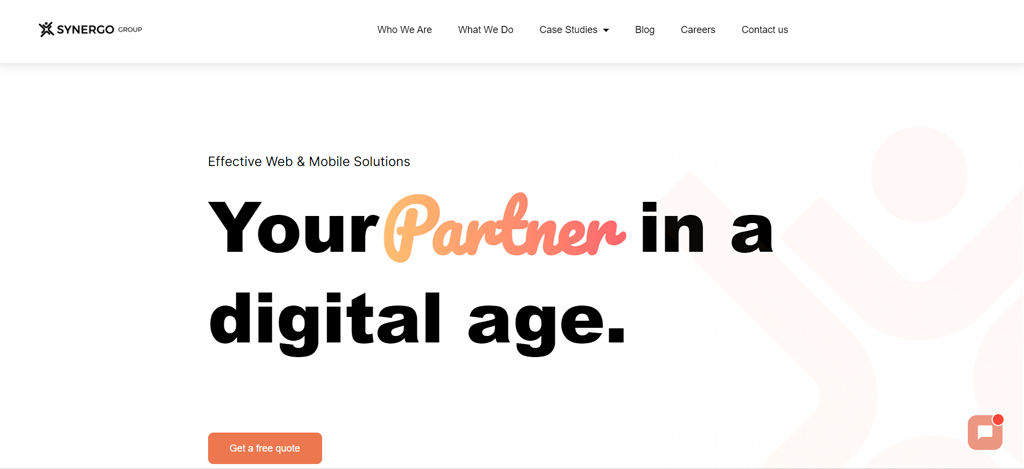 SYNERGO GROUP
Who We Are
What We Do
Case Studies
Blog
Careers
Contact us
Effective Web & Mobile Solutions
Your Partner in a
digital age.
Get a free quote